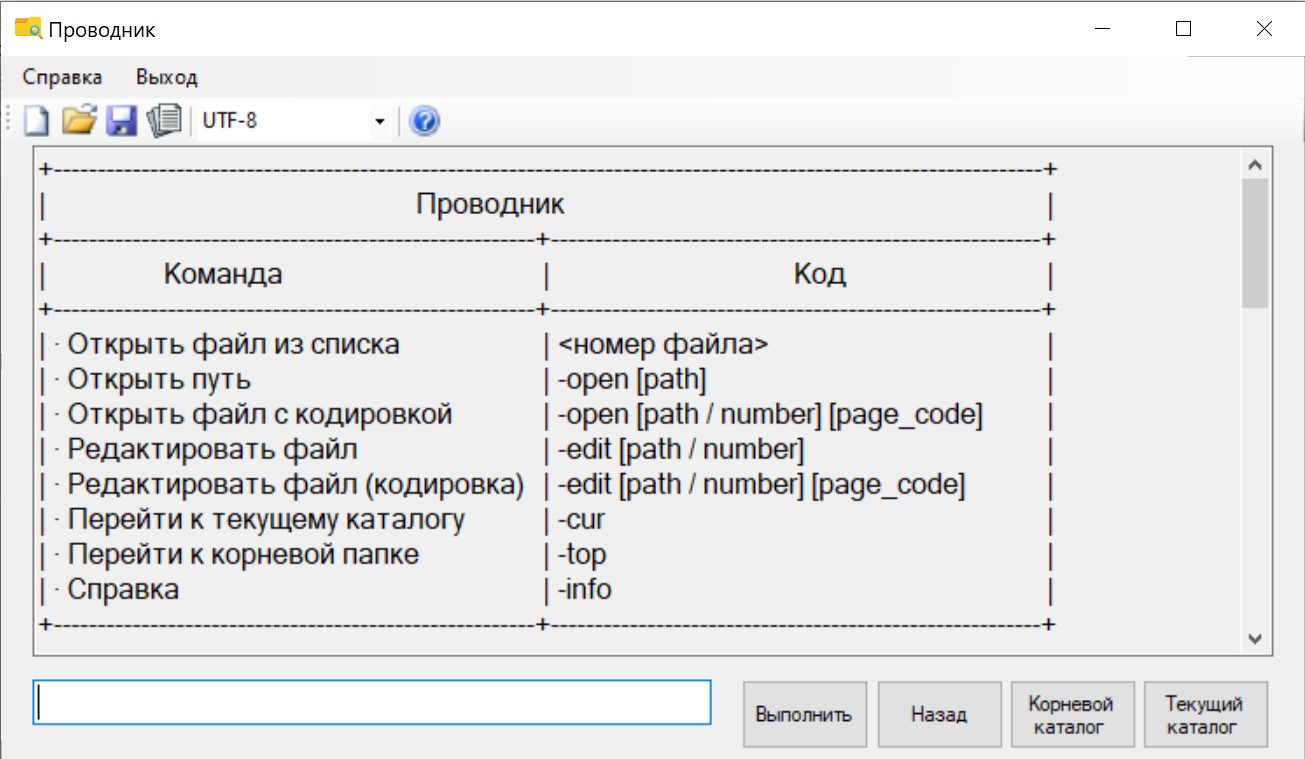 Проводник
Справка Выход
UTF-8
+-----------------------------------------------------------------------------------------------+
| Проводник |
+----------------------------------------------+-----------------------------------------------+
| Команда | Код |
+----------------------------------------------+-----------------------------------------------+
| · Открыть файл из списка | <номер файла> |
| · Открыть путь | -open [path] |
| · Открыть файл с кодировкой | -open [path / number] [page_code] |
| · Редактировать файл | -edit [path / number] |
| · Редактировать файл (кодировка) | -edit [path / number] [page_code] |
| · Перейти к текущему каталогу | -cur |
| · Перейти к корневой папке | -top |
| · Справка | -info |
+----------------------------------------------+-----------------------------------------------+
Выполнить
Назад
Корневой
каталог
Текущий
каталог